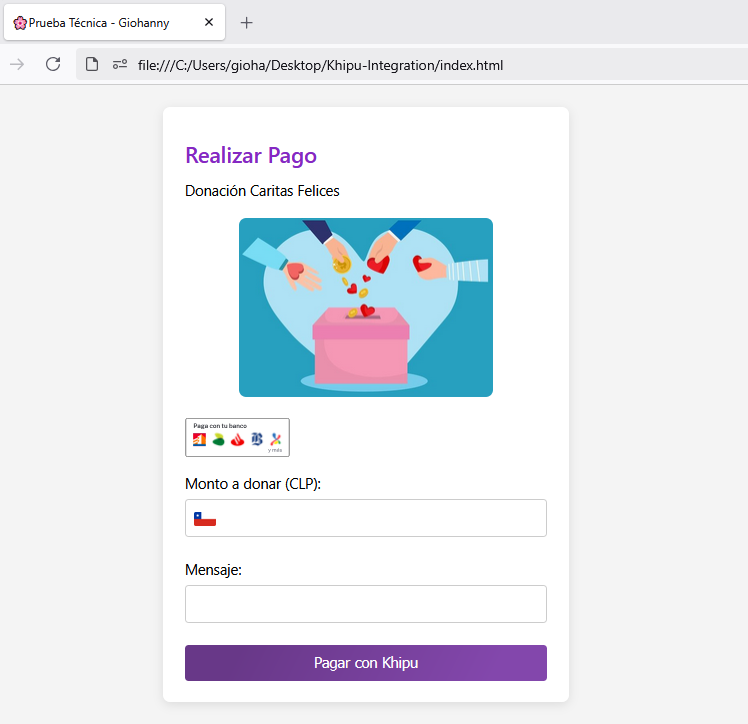 Prueba Técnica - Giohanny
file:///C:/Users/gioha/Desktop/Khipu-Integration/index.html
Realizar Pago
Donación Caritas Felices
Paga con tu banco
y más
Monto a donar (CLP):
Mensaje:
Pagar con Khipu